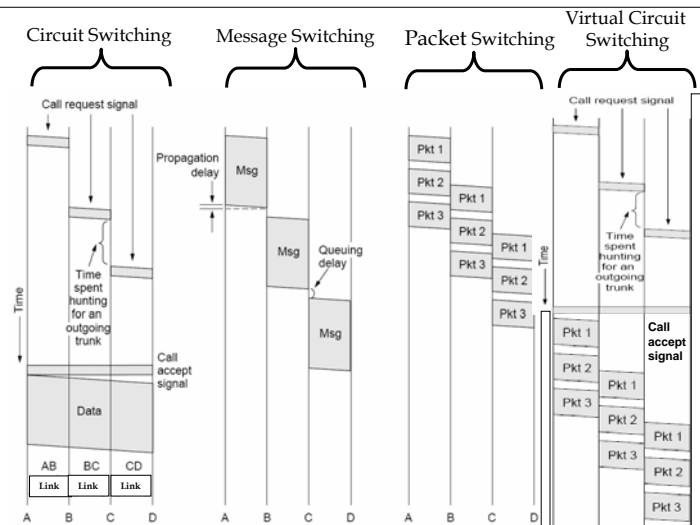 Circuit Switching
Message Switching
Packet Switching
Virtual Circuit
Switching
Call request signal
Time
spent
hunting
for an
outgoing
trunk
Time
Call
accept
signal
Data
AB
BC
CD
Link
Link
Link
A
B
C
D
Propagation
delay
Msg
Msg
Queuing
delay
Msg
A
B
C
D
Pkt 1
Pkt 2
Pkt 3
Pkt 1
Pkt 2
Pkt 3
Pkt 1
Pkt 2
Pkt 3
A
B
C
D
Call request signal
Time
spent
hunting
for an
outgoing
trunk
Time
Call
accept
signal
Pkt 1
Pkt 2
Pkt 3
Pkt 1
Pkt 2
Pkt 3
Pkt 1
Pkt 2
Pkt 3